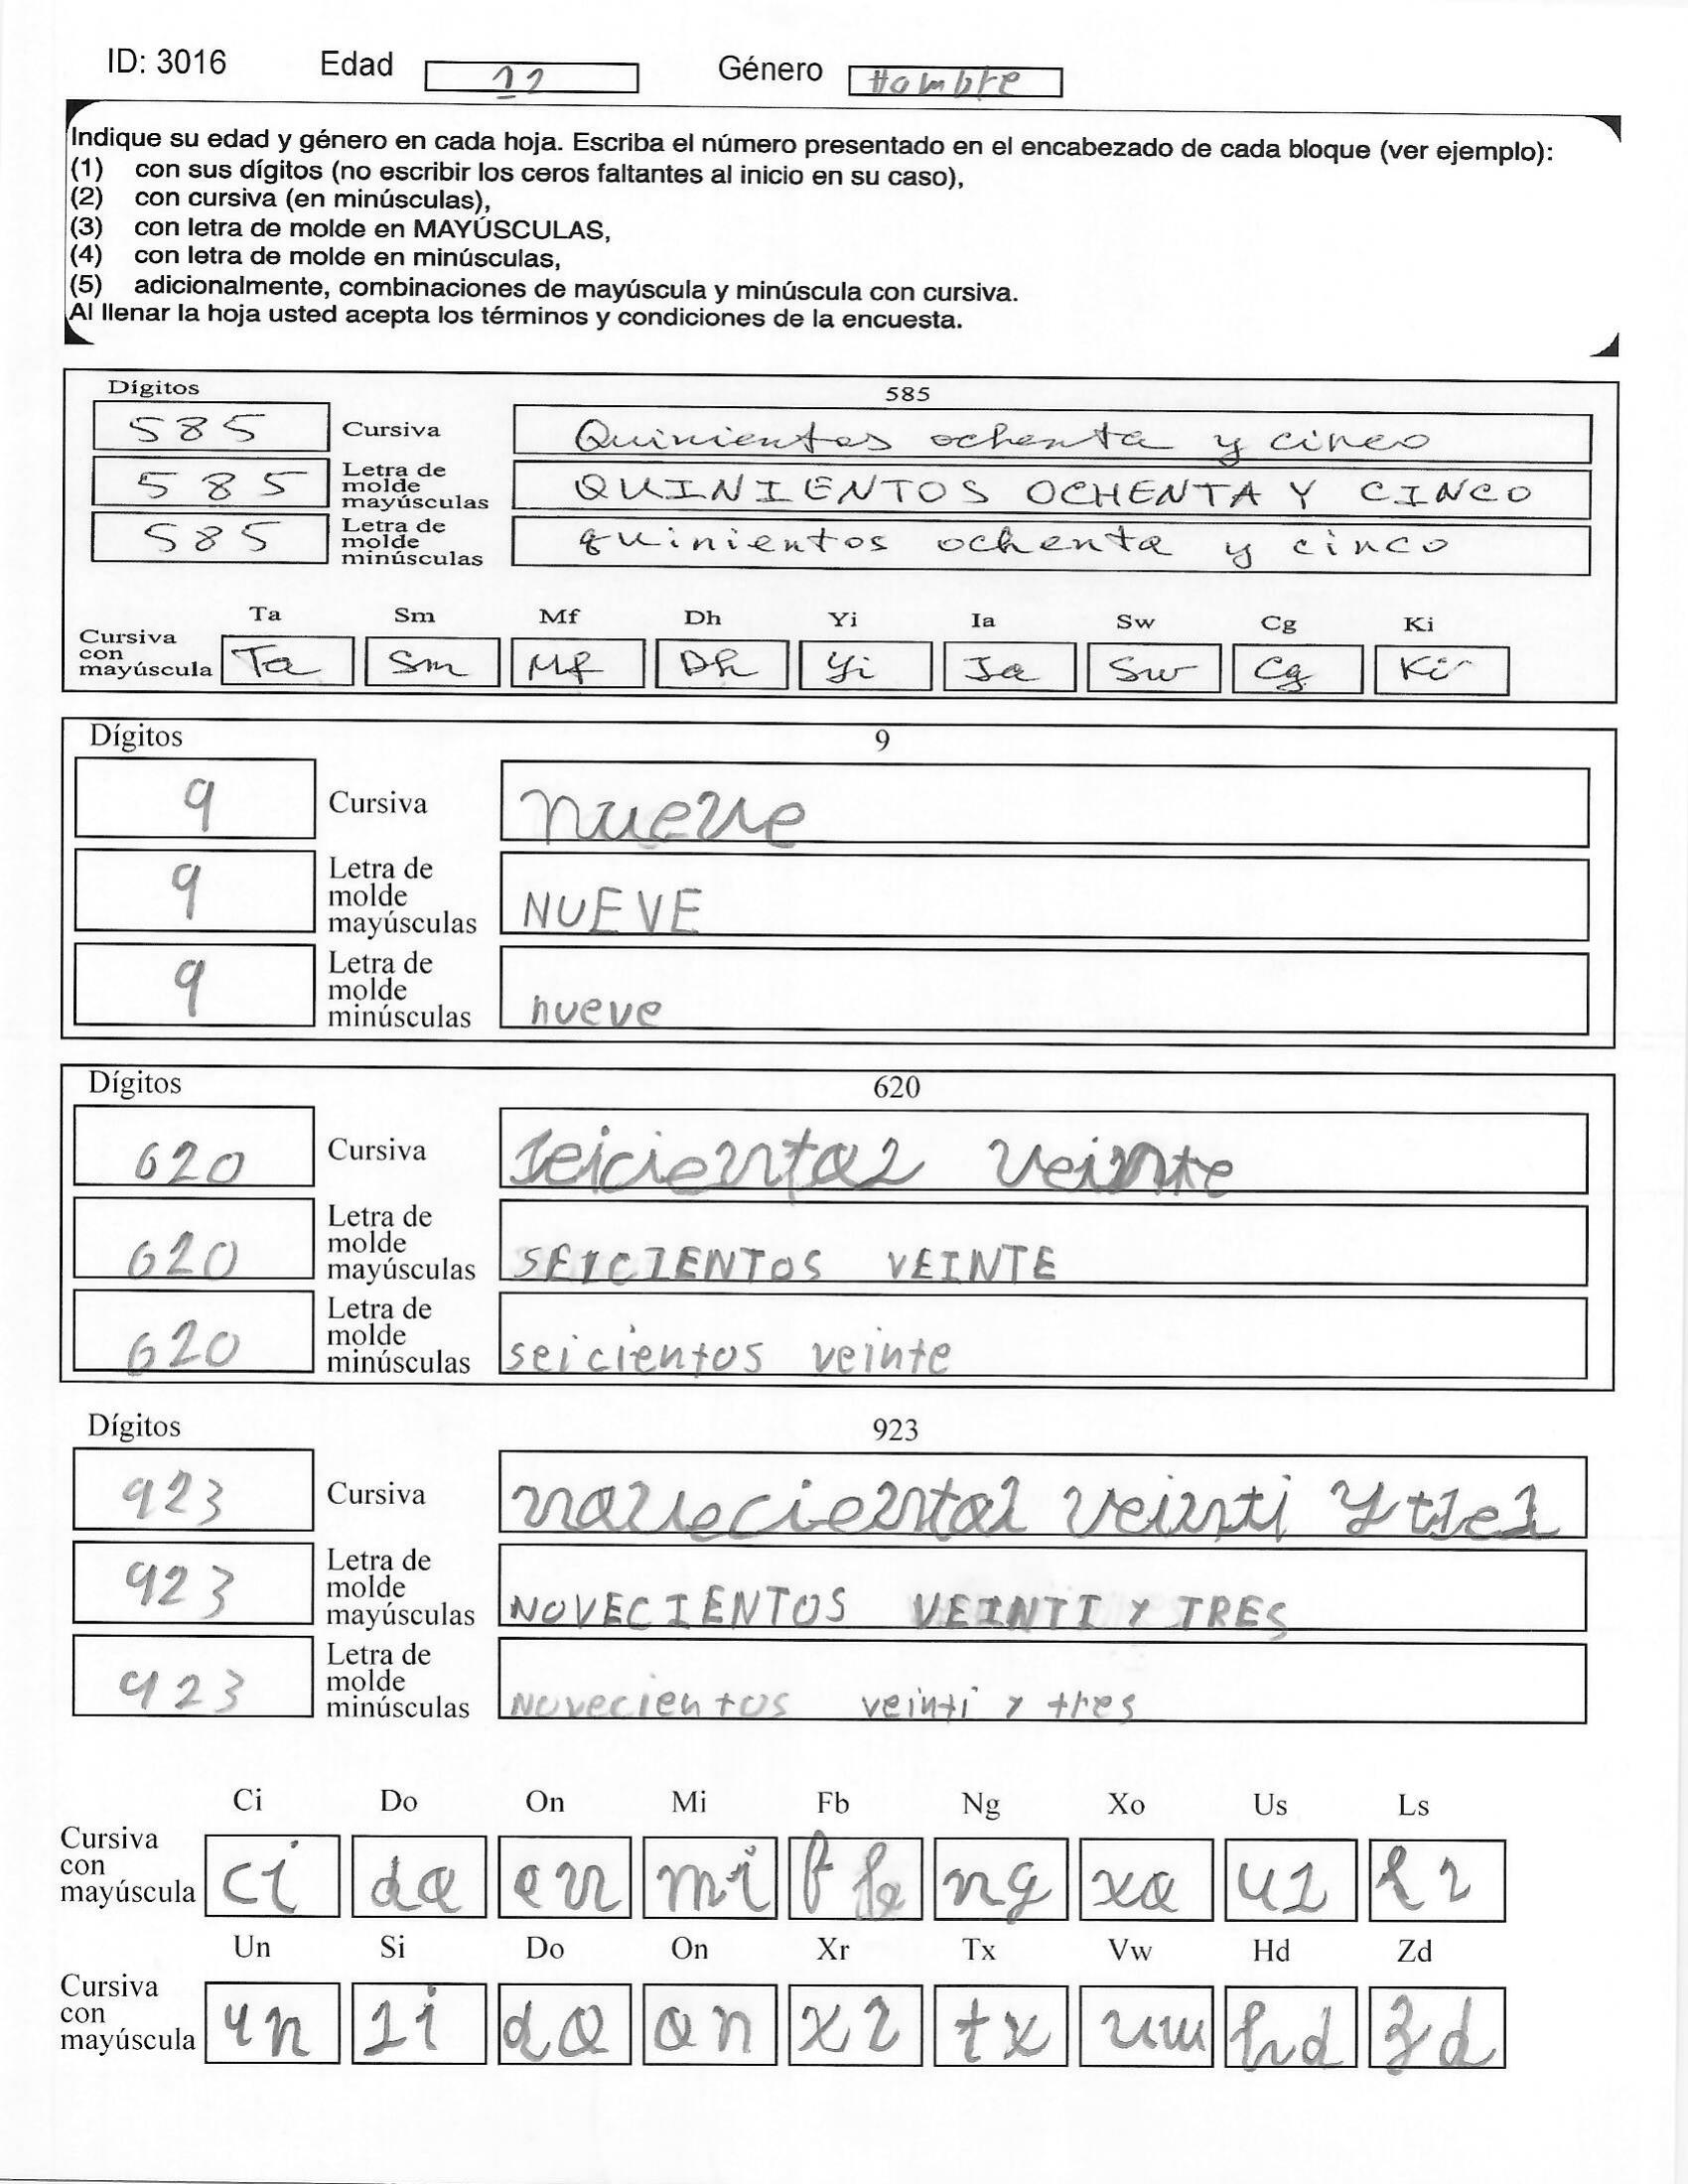 ID: 3016 Edad 12 Género Hombre
Indique su edad y género en cada hoja. Escriba el número presentado en el encabezado de cada bloque (ver ejemplo):
(1) con sus dígitos (no escribir los ceros faltantes al inicio en su caso),
(2) con cursiva (en minúsculas),
(3) con letra de molde en MAYÚSCULAS,
(4) con letra de molde en minúsculas,
(5) adicionalmente, combinaciones de mayúscula y minúscula con cursiva.
Al llenar la hoja usted acepta los términos y condiciones de la encuesta.
Dígitos 585
585 Cursiva Quinientos ochenta y cinco
585 Letra de molde mayúsculas QUINIENTOS OCHENTA Y CINCO
585 Letra de molde minúsculas quinientos ochenta y cinco
Ta Sm Mf Dh Yi Ia Sw Cg Ki
Cursiva con mayúscula Ta Sm Mf Dh Yi Ia Sw Cg Ki
Dígitos 9
9 Cursiva nueve
9 Letra de molde mayúsculas NUEVE
9 Letra de molde minúsculas nueve
Dígitos 620
620 Cursiva seicientos veinte
620 Letra de molde mayúsculas SEICIENTOS VEINTE
620 Letra de molde minúsculas seicientos veinte
Dígitos 923
923 Cursiva novecientos veinti y tres
923 Letra de molde mayúsculas NOVECIENTOS VEINTI Y TRES
923 Letra de molde minúsculas novecientos veinti y tres
Ci Do On Mi Fb Ng Xo Us Ls
Cursiva con mayúscula ci do on mi f fb ng xo us ls
Un Si Do On Xr Tx Vw Hd Zd
Cursiva con mayúscula un si do on xr tx vw hd zd